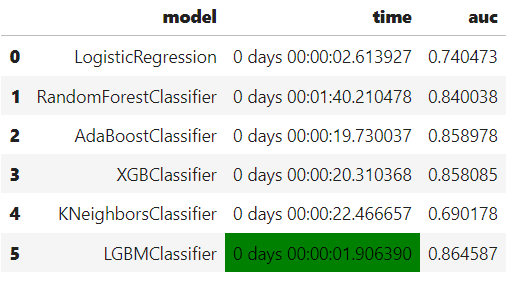 model time auc
0 LogisticRegression 0 days 00:00:02.613927 0.740473
1 RandomForestClassifier 0 days 00:01:40.210478 0.840038
2 AdaBoostClassifier 0 days 00:00:19.730037 0.858978
3 XGBClassifier 0 days 00:00:20.310368 0.858085
4 KNeighborsClassifier 0 days 00:00:22.466657 0.690178
5 LGBMClassifier 0 days 00:00:01.906390 0.864587